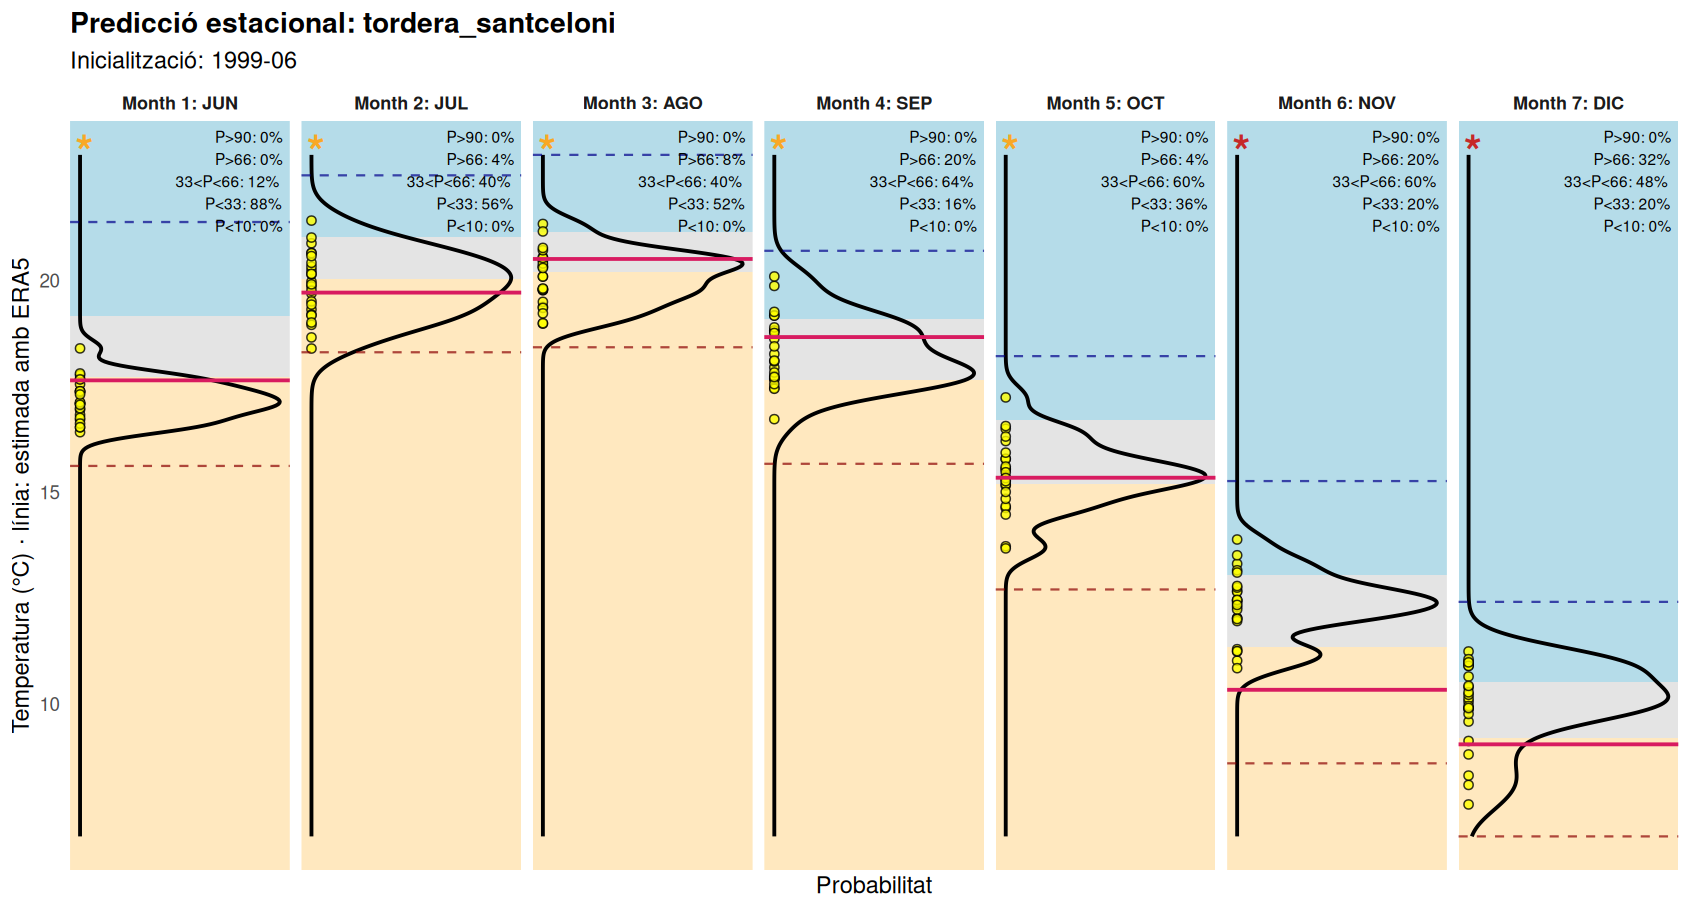 Predicció estacional: tordera_santceloni
Inicialització: 1999-06
Month 1: JUN
Month 2: JUL
Month 3: AGO
Month 4: SEP
Month 5: OCT
Month 6: NOV
Month 7: DIC
P>90: 0%
P>66: 0%
33<P<66: 12%
P<33: 88%
P<10: 0%
P>90: 0%
P>66: 4%
33<P<66: 40%
P<33: 56%
P<10: 0%
P>90: 0%
P>66: 8%
33<P<66: 40%
P<33: 52%
P<10: 0%
P>90: 0%
P>66: 20%
33<P<66: 64%
P<33: 16%
P<10: 0%
P>90: 0%
P>66: 4%
33<P<66: 60%
P<33: 36%
P<10: 0%
P>90: 0%
P>66: 20%
33<P<66: 60%
P<33: 20%
P<10: 0%
P>90: 0%
P>66: 32%
33<P<66: 48%
P<33: 20%
P<10: 0%
Temperatura (°C) · línia: estimada amb ERA5
20
15
10
Probabilitat